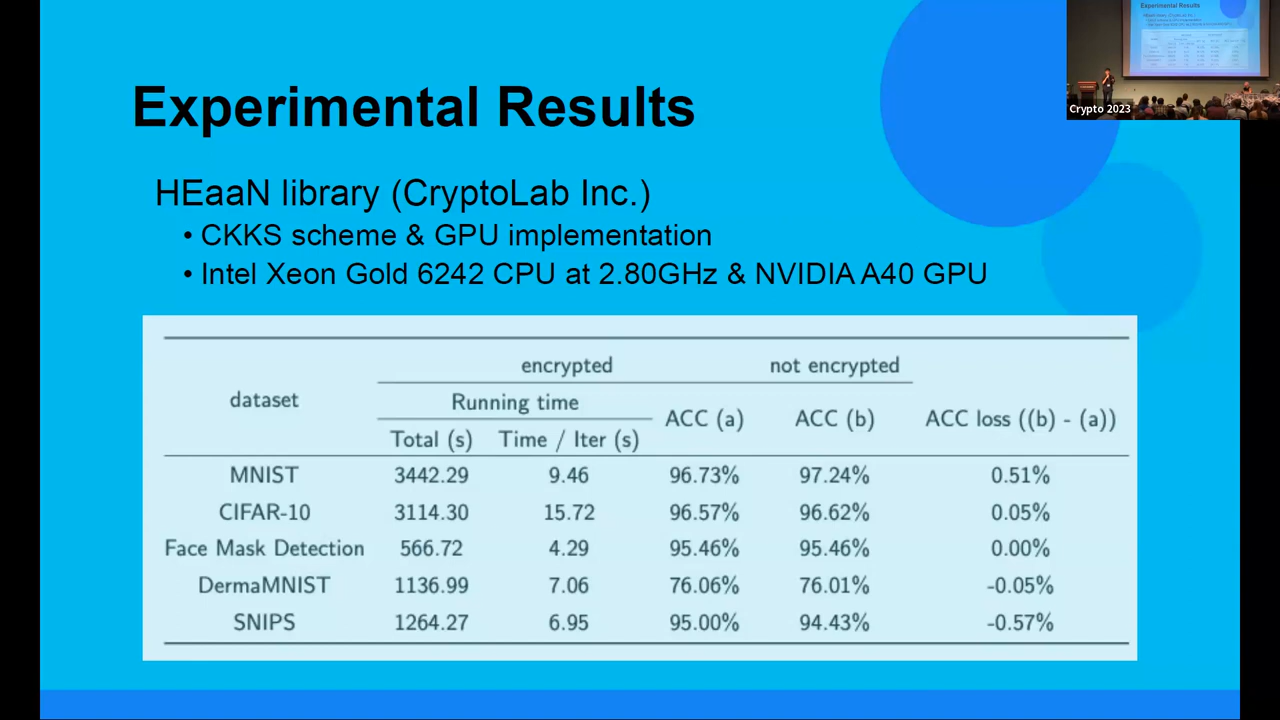 Experimental Results
HEaaN library (CryptoLab Inc.)
• CKKS scheme & GPU implementation
• Intel Xeon Gold 6242 CPU at 2.80GHz & NVIDIA A40 GPU
encrypted not encrypted
dataset Running time ACC (a) ACC (b) ACC loss ((b) - (a))
Total (s) Time / Iter (s)
MNIST 3442.29 9.46 96.73% 97.24% 0.51%
CIFAR-10 3114.30 15.72 96.57% 96.62% 0.05%
Face Mask Detection 566.72 4.29 95.46% 95.46% 0.00%
DermaMNIST 1136.99 7.06 76.06% 76.01% -0.05%
SNIPS 1264.27 6.95 95.00% 94.43% -0.57%
Experimental Results
Crypto 2023